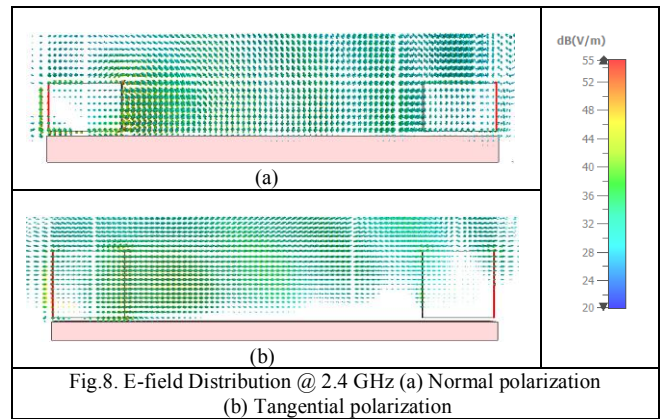 dB(V/m)
55
52
48
44
40
36
32
28
24
20
(a)
(b)
Fig.8. E-field Distribution @ 2.4 GHz (a) Normal polarization
(b) Tangential polarization